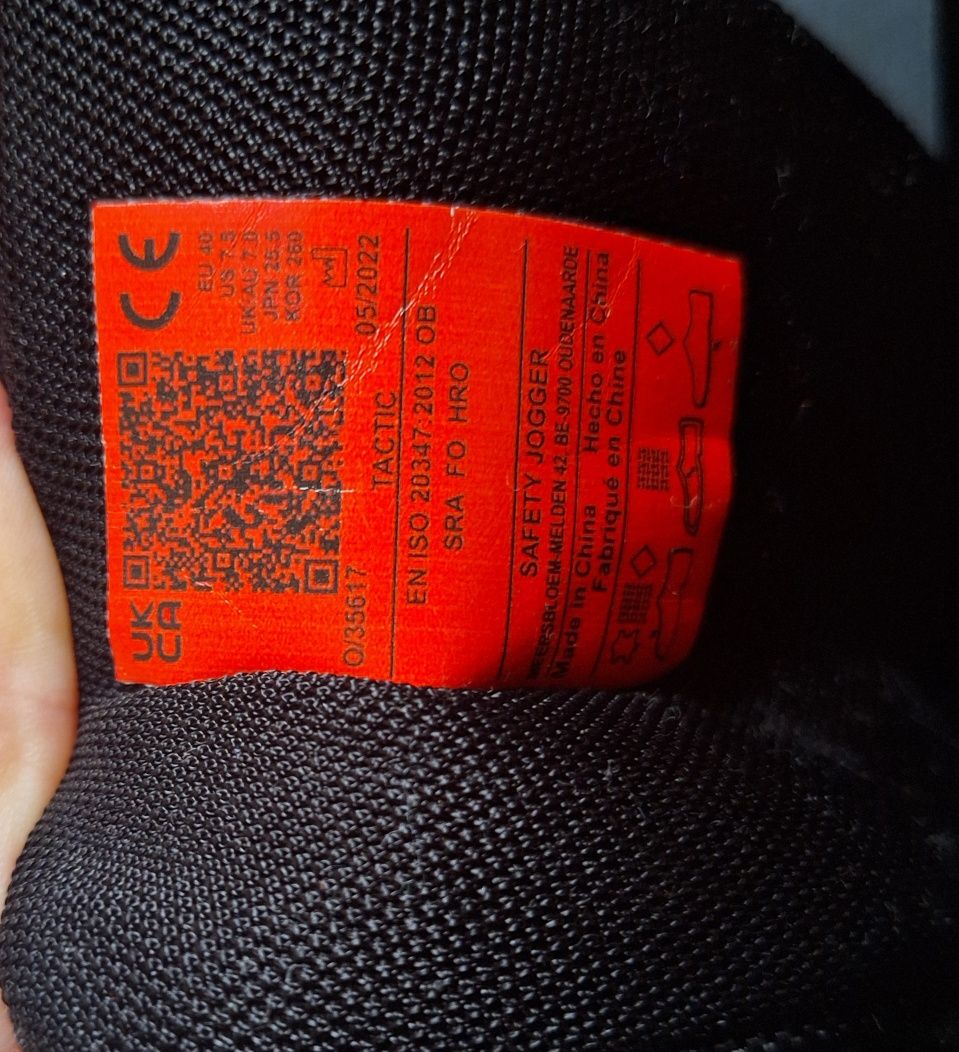 UK
CA
CE
EU 40
US 7.5
UK:AU 7.0
JPN 25.5
KOR 260
O/35617
05/2022
TACTIC
EN ISO 20347:2012 OB
SRA FO HRO
SAFETY JOGGER
MEERSBLOEM-MELDEN 42, BE-9700 OUDENAARDE
Made in China Hecho en China
Fabriqué en Chine